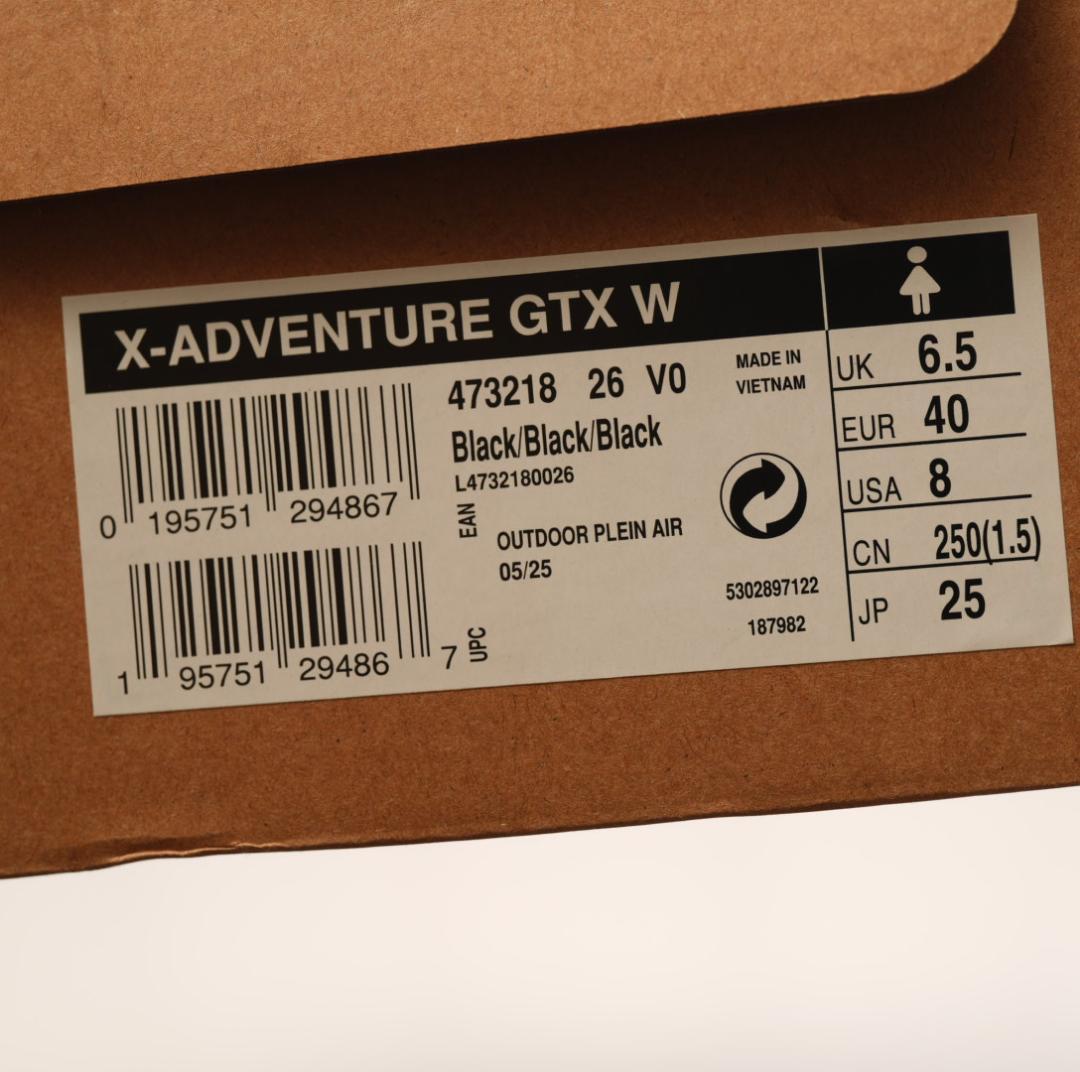 X-ADVENTURE GTX W
473218 26 V0
Black/Black/Black
L4732180026
MADE IN
VIETNAM
0 195751 294867
EAN
OUTDOOR PLEIN AIR
05/25
1 95751 29486 7
UPC
5302897122
187982
UK 6.5
EUR 40
USA 8
CN 250(1.5)
JP 25